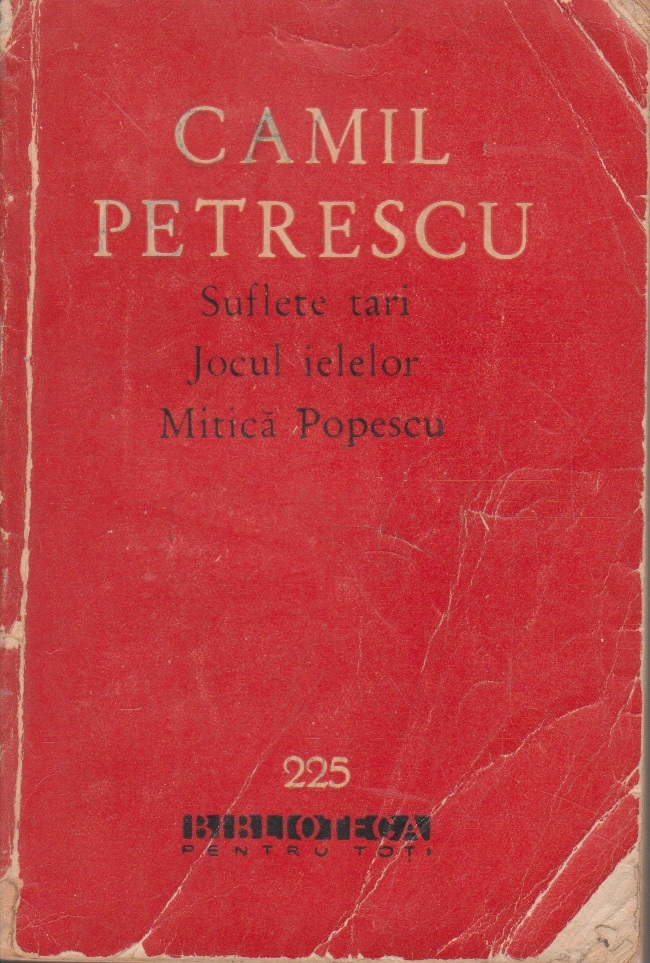 CAMIL
PETRESCU
Suflete tari
Jocul ielelor
Mitică Popescu
225
BIBLIOTECA
PENTRU TOȚI